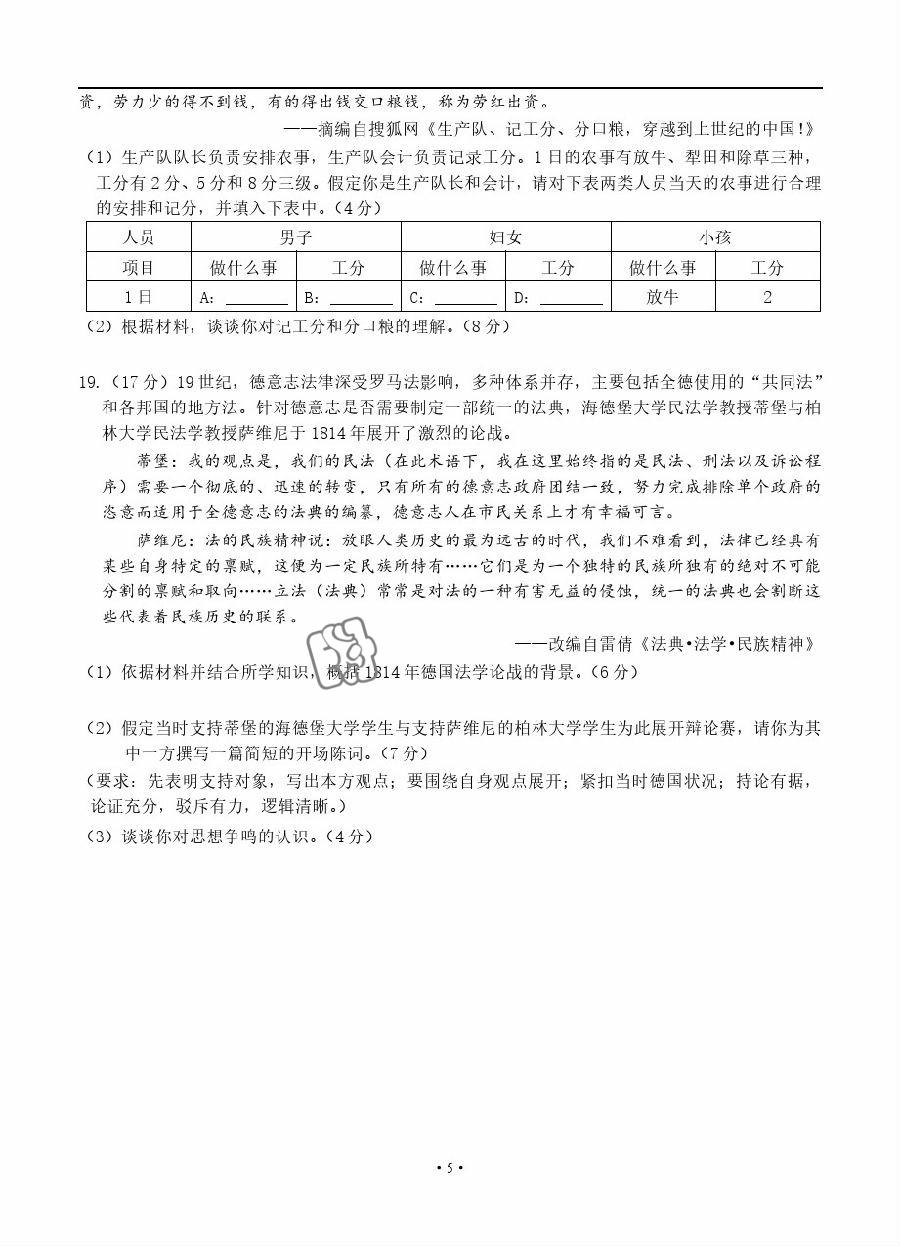 资，劳力少的得不到钱，有的得出钱交口粮钱，称为劳红出资。
——摘编自搜狐网《生产队、记工分、分口粮，穿越到上世纪的中国！》
（1）生产队队长负责安排农事，生产队会计负责记录工分。1日的农事有放牛、犁田和除草三种，
工分有2分、5分和8分三级。假定你是生产队长和会计，请对下表两类人员当天的农事进行合理
的安排和记分，并填入下表中。（4分）
人员 男子 妇女 小孩
项目 做什么事 工分 做什么事 工分 做什么事 工分
1日 A：________ B：________ C：________ D：________ 放牛 2
（2）根据材料，谈谈你对记工分和分口粮的理解。（8分）
19.（17分）19世纪，德意志法律深受罗马法影响，多种体系并存，主要包括全德使用的“共同法”
和各邦国的地方法。针对德意志是否需要制定一部统一的法典，海德堡大学民法学教授蒂堡与柏
林大学民法学教授萨维尼于1814年展开了激烈的论战。
蒂堡：我的观点是，我们的民法（在此术语下，我在这里始终指的是民法、刑法以及诉讼程
序）需要一个彻底的、迅速的转变，只有所有的德意志政府团结一致，努力完成排除单个政府的
恣意而适用于全德意志的法典的编纂，德意志人在市民关系上才有幸福可言。
萨维尼：法的民族精神说：放眼人类历史的最为远古的时代，我们不难看到，法律已经具有
某些自身特定的禀赋，这便为一定民族所特有……它们是为一个独特的民族所独有的绝对不可能
分割的禀赋和取向……立法（法典）常常是对法的一种有害无益的侵蚀，统一的法典也会割断这
些代表着民族历史的联系。
——改编自雷倩《法典•法学•民族精神》
（1）依据材料并结合所学知识，概括1814年德国法学论战的背景。（6分）
（2）假定当时支持蒂堡的海德堡大学学生与支持萨维尼的柏林大学学生为此展开辩论赛，请你为其
中一方撰写一篇简短的开场陈词。（7分）
（要求：先表明支持对象，写出本方观点；要围绕自身观点展开；紧扣当时德国状况；持论有据，
论证充分，驳斥有力，逻辑清晰。）
（3）谈谈你对思想争鸣的认识。（4分）
• 5 •